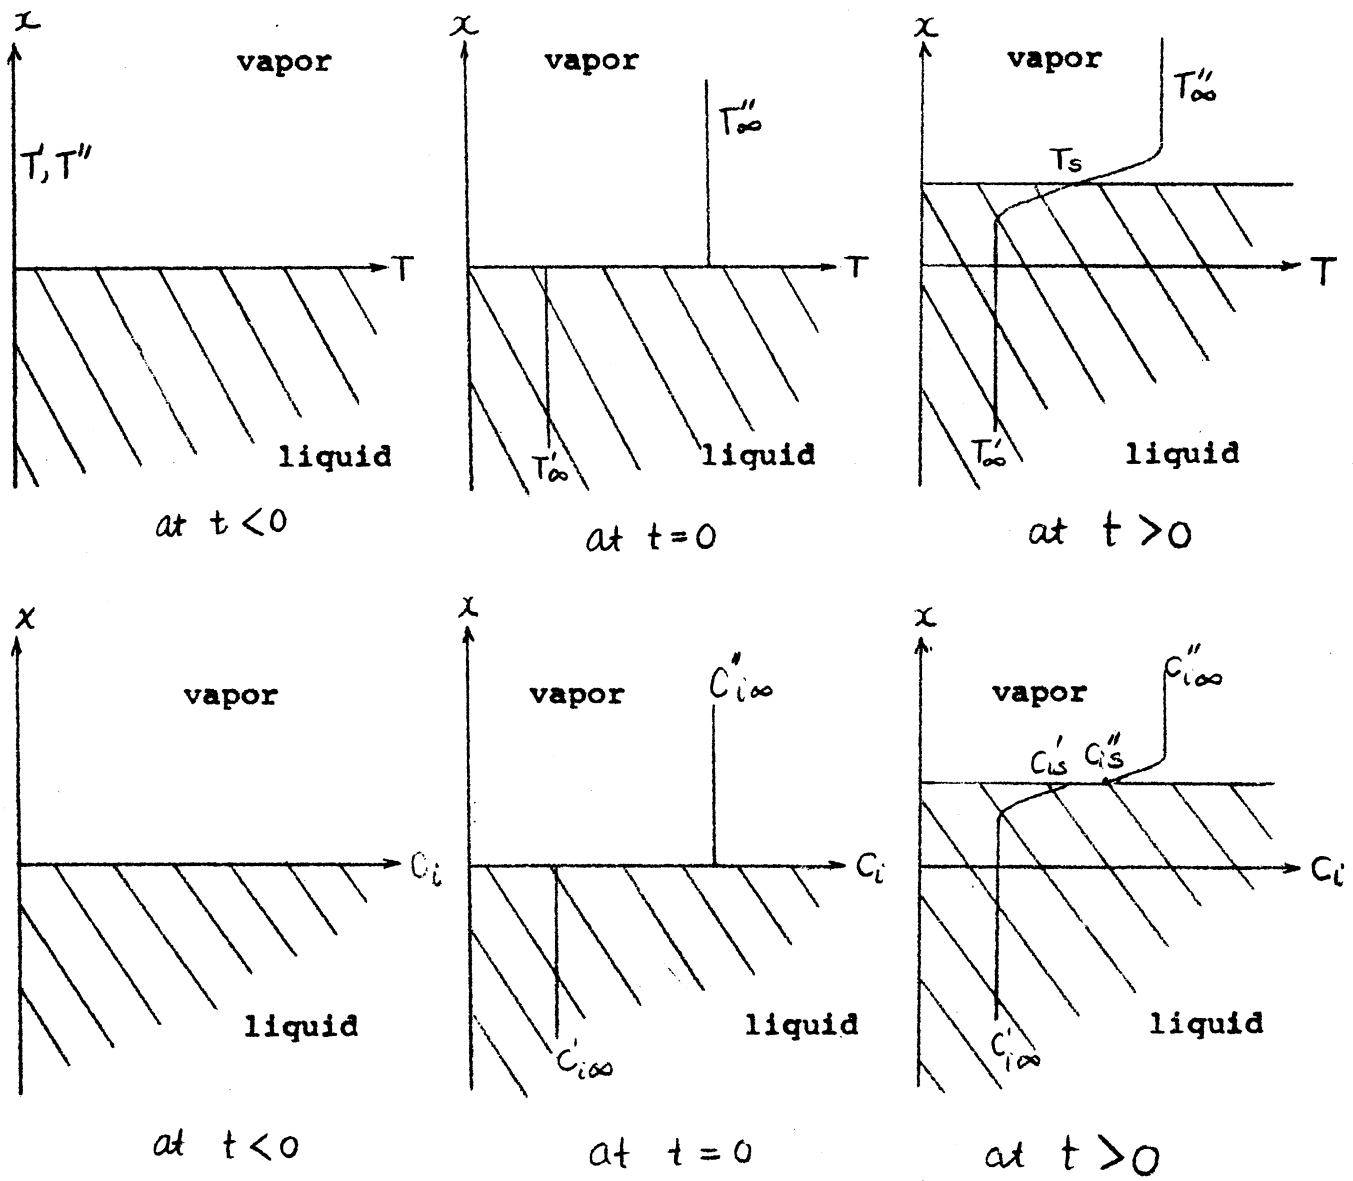 x
vapor
T', T"
T
liquid
at t<0
x
vapor
T"∞
T
T'∞
liquid
at t=0
x
vapor
T"∞
Ts
T
T'∞
liquid
at t>0
x
vapor
Ci
liquid
at t<0
x
vapor
C"i∞
Ci
liquid
C'i∞
at t=0
x
vapor
C"i∞
C'is C"is
Ci
liquid
C'i∞
at t>0